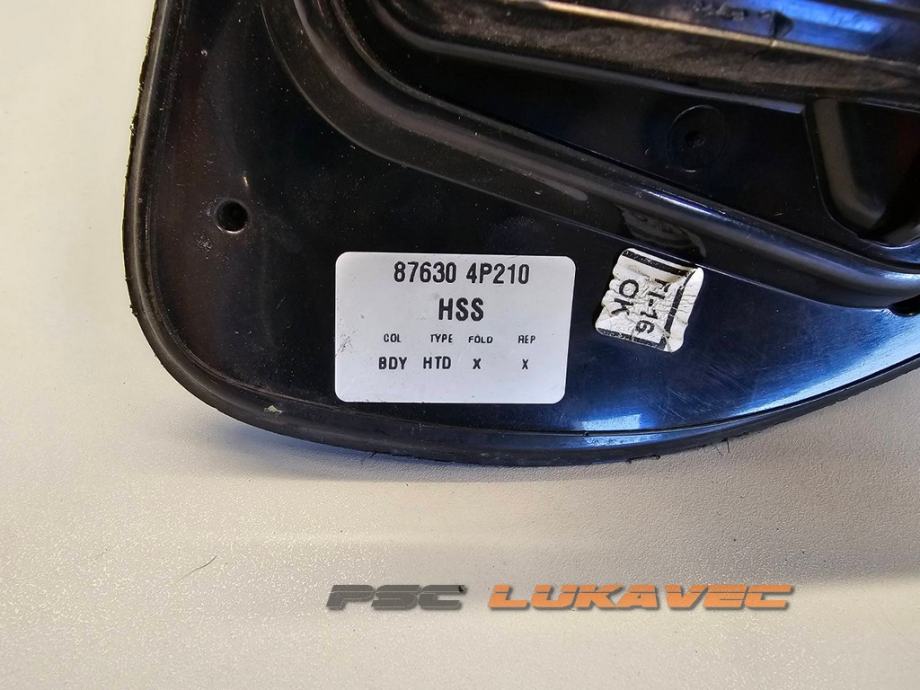 87630 4P210
HSS
COL TYPE FOLD REP
BDY HTD X X
OK
PSC LUKAVEC